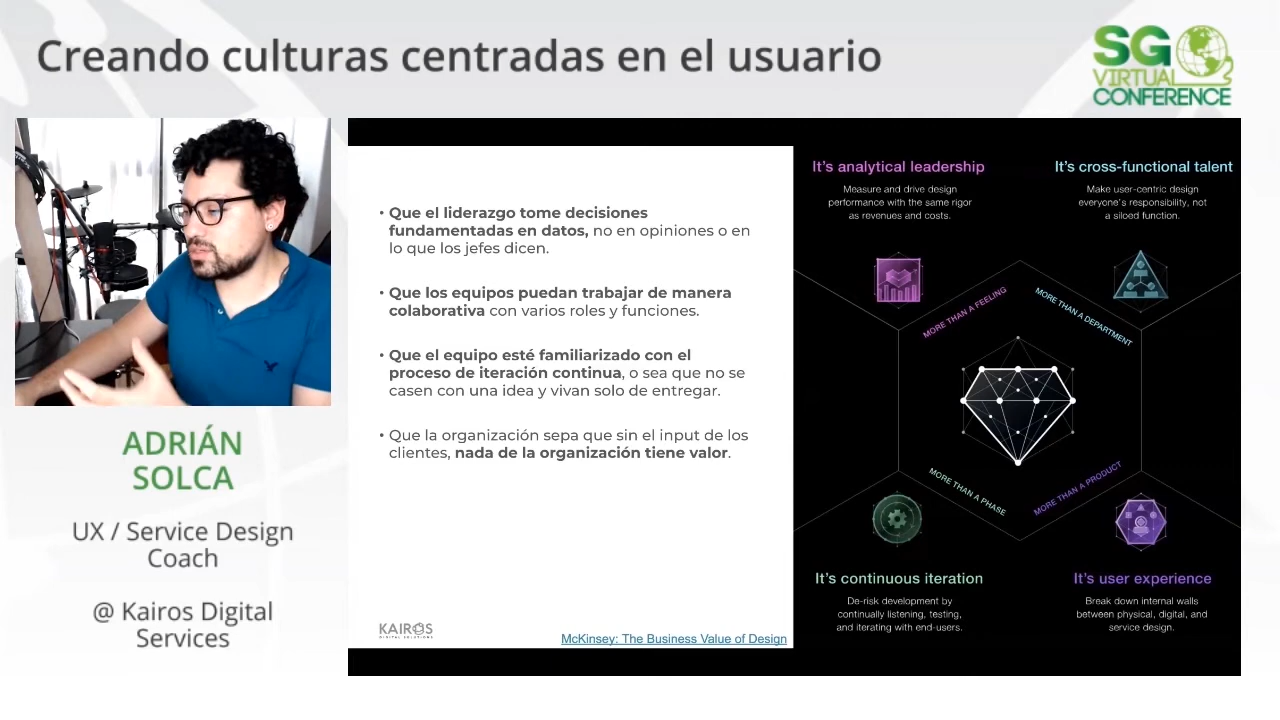 Creando culturas centradas en el usuario
SG
VIRTUAL
CONFERENCE
ADRIÁN
SOLCA
UX / Service Design
Coach
@ Kairos Digital
Services
• Que el liderazgo tome decisiones
fundamentadas en datos, no en opiniones o en
lo que los jefes dicen.
• Que los equipos puedan trabajar de manera
colaborativa con varios roles y funciones.
• Que el equipo esté familiarizado con el
proceso de iteración continua, o sea que no se
casen con una idea y vivan solo de entregar.
• Que la organización sepa que sin el input de los
clientes, nada de la organización tiene valor.
KAIROS
DIGITAL SOLUTIONS
McKinsey: The Business Value of Design
It's analytical leadership
Measure and drive design
performance with the same rigor
as revenues and costs.
It's cross-functional talent
Make user-centric design
everyone's responsibility, not
a siloed function.
MORE THAN A FEELING
MORE THAN A DEPARTMENT
MORE THAN A PHASE
MORE THAN A PRODUCT
It's continuous iteration
De-risk development by
continually listening, testing,
and iterating with end-users.
It's user experience
Break down internal walls
between physical, digital, and
service design.